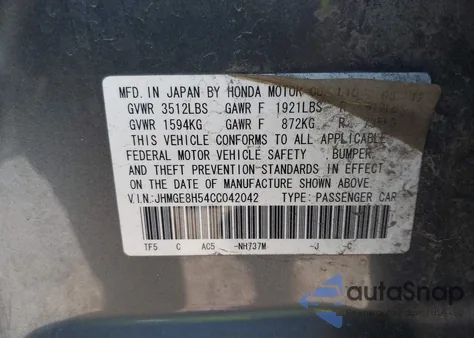 MFD. IN JAPAN BY HONDA MOTOR CO., LTD.
GVWR 3512LBS GAWR F 1921LBS R
GVWR 1594KG GAWR F 872KG R
THIS VEHICLE CONFORMS TO ALL APPLICABLE
FEDERAL MOTOR VEHICLE SAFETY , BUMPER,
AND THEFT PREVENTION STANDARDS IN EFFECT
ON THE DATE OF MANUFACTURE SHOWN ABOVE.
V.I.N.:JHMGE8H54CC042042 TYPE: PASSENGER CAR
TF5 C AC5 -NH737M -J -C
autoSnap